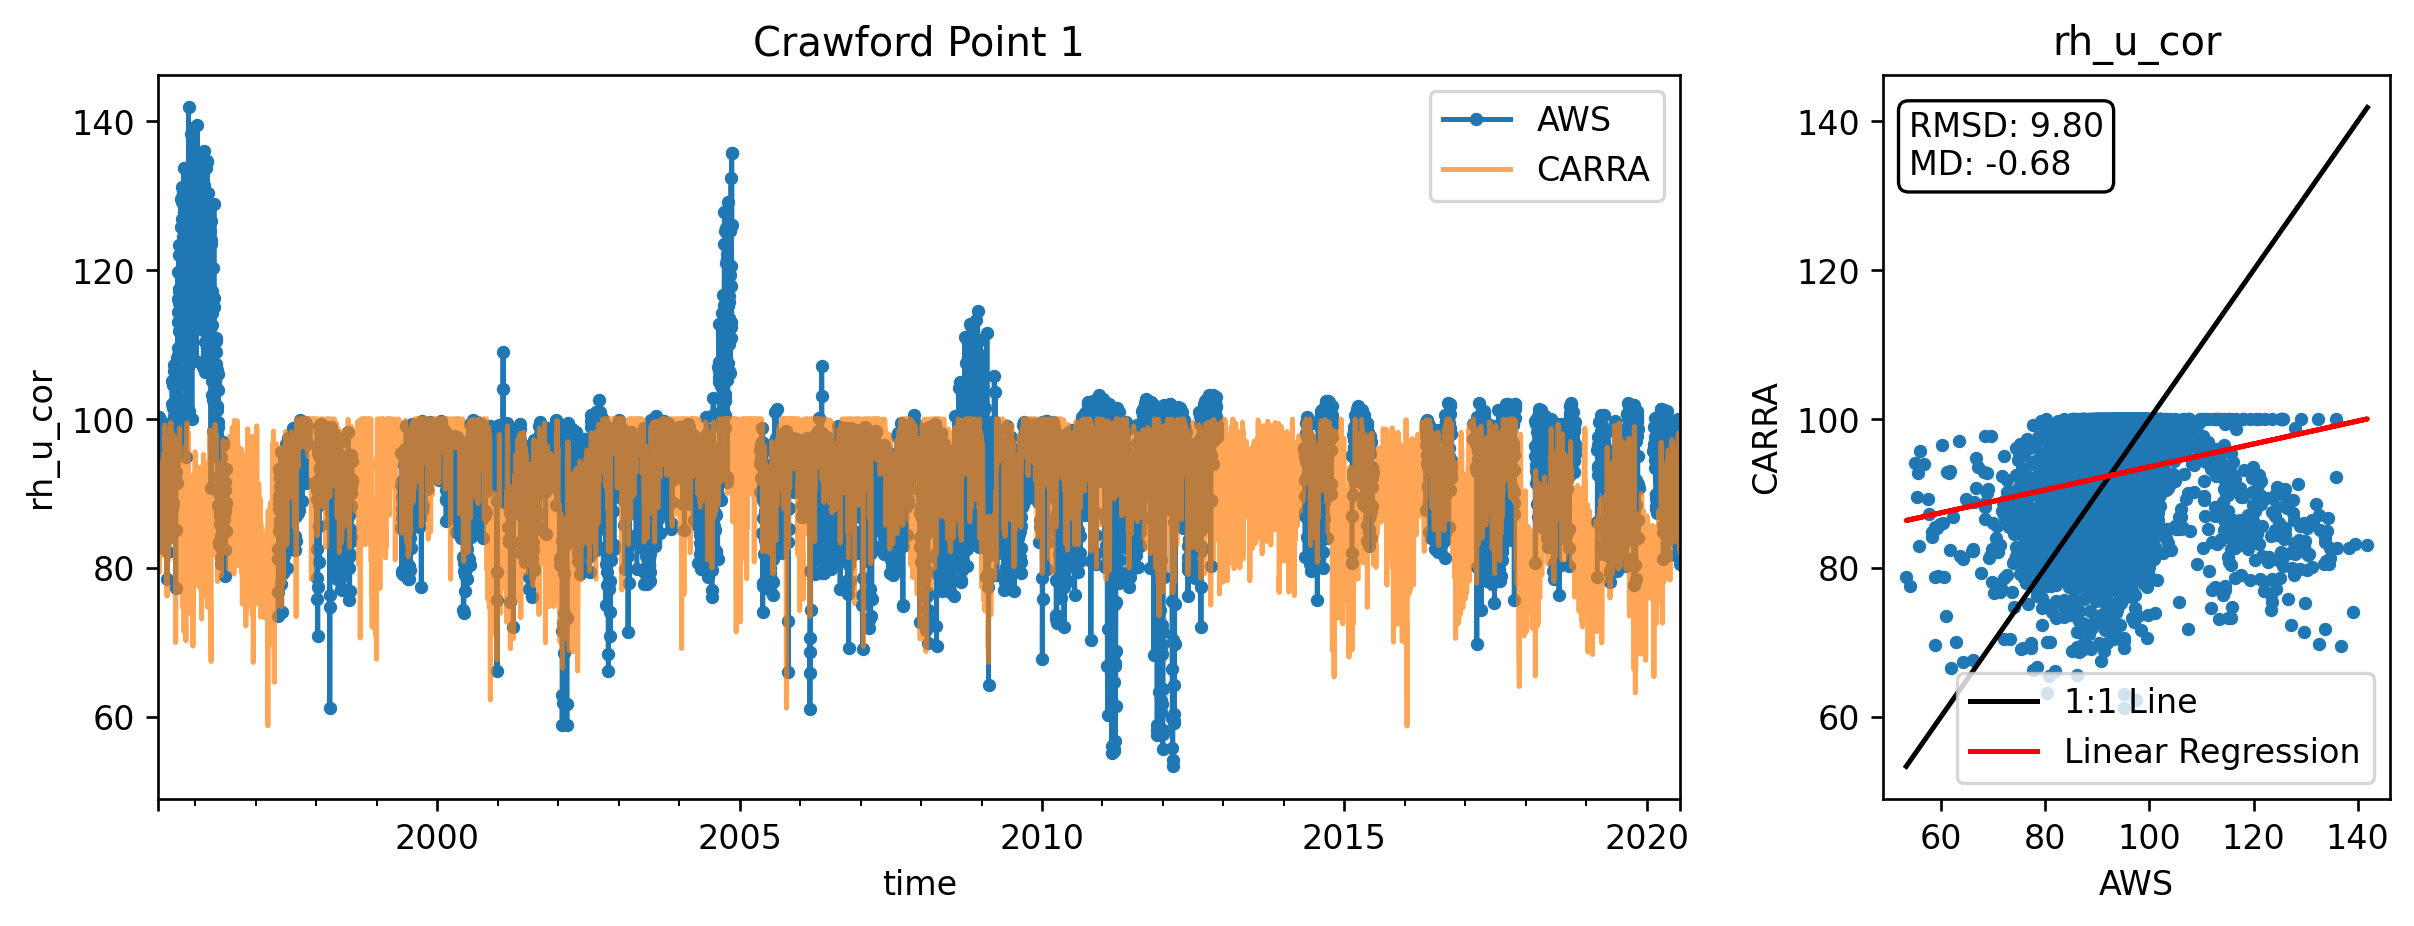 Crawford Point 1
rh_u_cor
140
120
100
80
60
2000
2005
2010
2015
2020
time
AWS
CARRA
rh_u_cor
CARRA
140
120
100
80
60
60
80
100
120
140
AWS
RMSD: 9.80
MD: -0.68
1:1 Line
Linear Regression